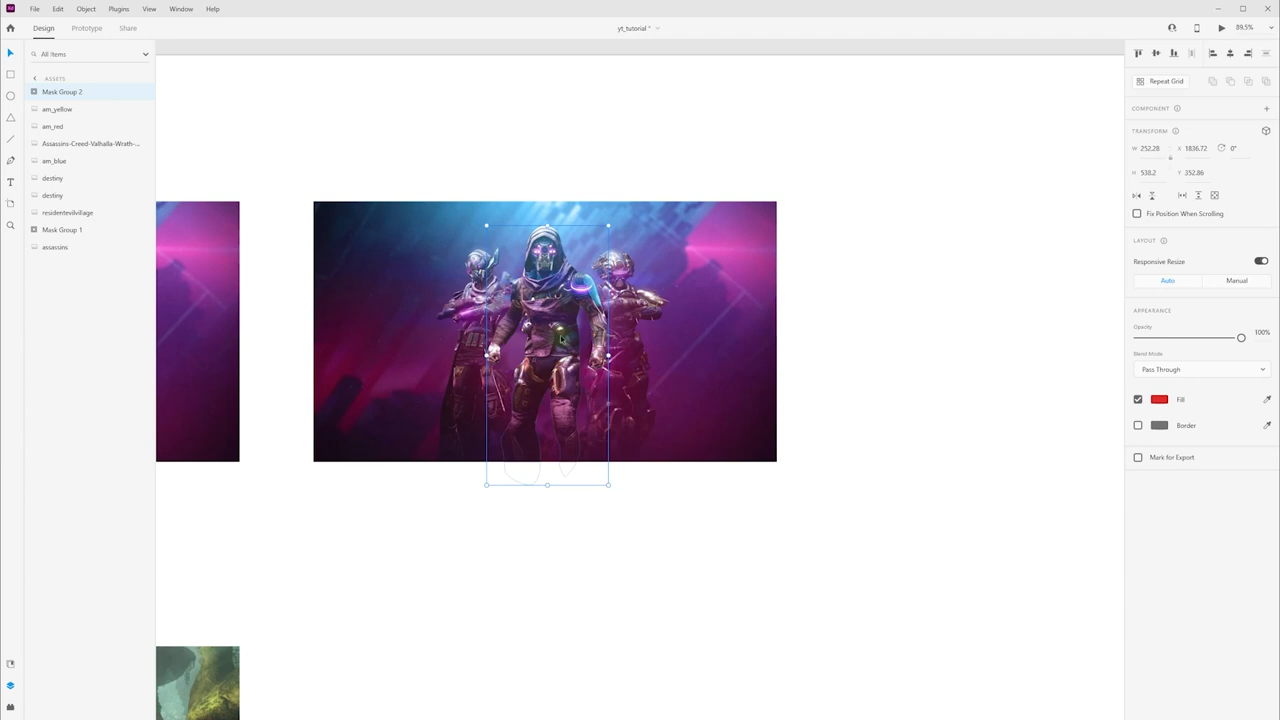 Xd File Edit Object Plugins View Window Help
Design Prototype Share yt_tutorial * 89.5%
All Items
ASSETS
Mask Group 2
am_yellow
am_red
Assassins-Creed-Valhalla-Wrath-...
am_blue
destiny
destiny
residentevilvillage
Mask Group 1
assassins
Repeat Grid
COMPONENT
TRANSFORM
W 252.28 X 1836.72 0°
H 538.2 Y 352.86
Fix Position When Scrolling
LAYOUT
Responsive Resize
Auto Manual
APPEARANCE
Opacity
100%
Blend Mode
Pass Through
Fill
Border
Mark for Export